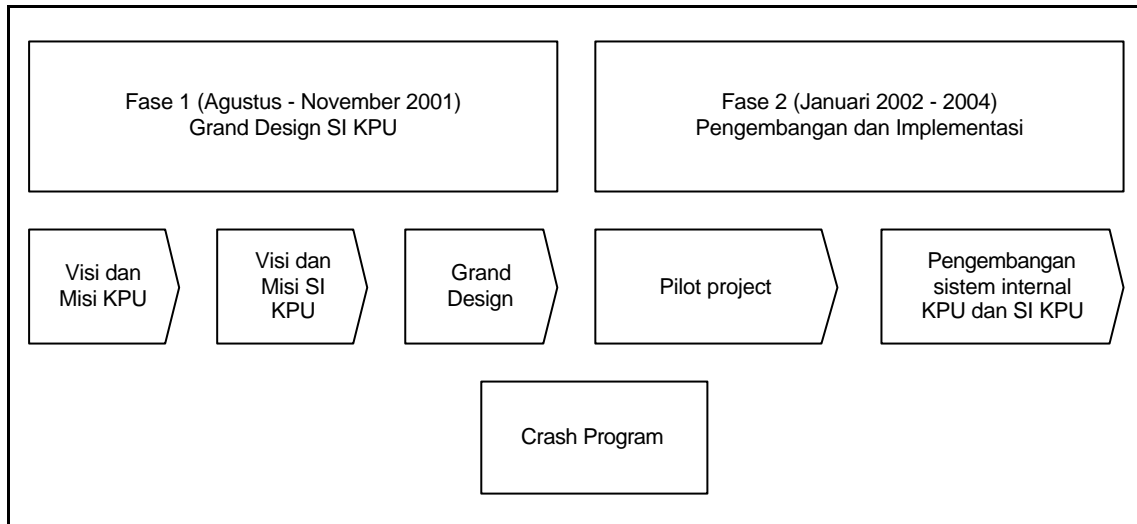 Fase 1 (Agustus - November 2001)
Grand Design SI KPU
Fase 2 (Januari 2002 - 2004)
Pengembangan dan Implementasi
Visi dan
Misi KPU
Visi dan
Misi SI
KPU
Grand
Design
Pilot project
Pengembangan
sistem internal
KPU dan SI KPU
Crash Program